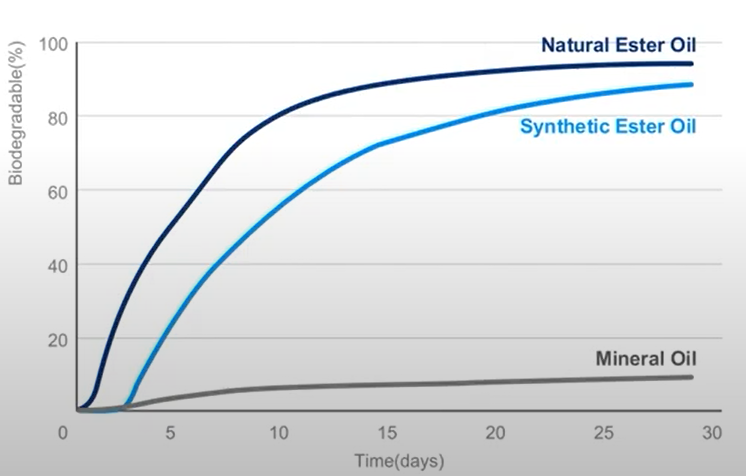 Biodegradable(%)
100
80
60
40
20
0
Natural Ester Oil
Synthetic Ester Oil
Mineral Oil
5
10
15
20
25
30
Time(days)